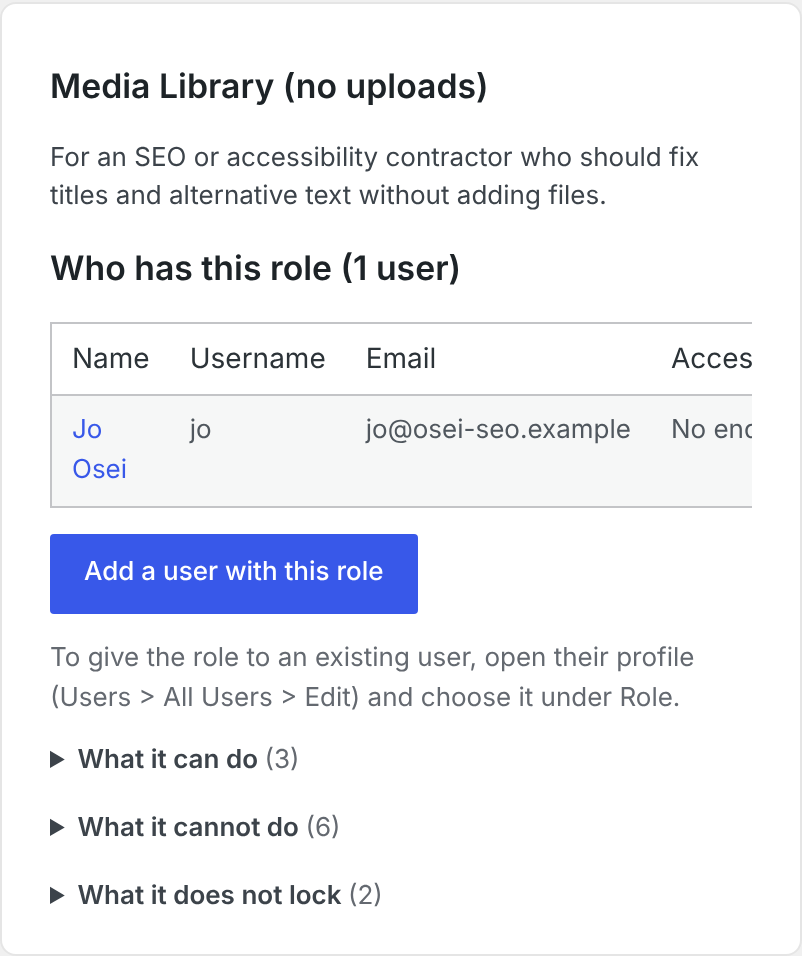 Media Library (no uploads)
For an SEO or accessibility contractor who should fix
titles and alternative text without adding files.
Who has this role (1 user)
Name Username Email Acces
Jo jo jo@osei-seo.example No end
Osei
Add a user with this role
To give the role to an existing user, open their profile
(Users > All Users > Edit) and choose it under Role.
What it can do (3)
What it cannot do (6)
What it does not lock (2)